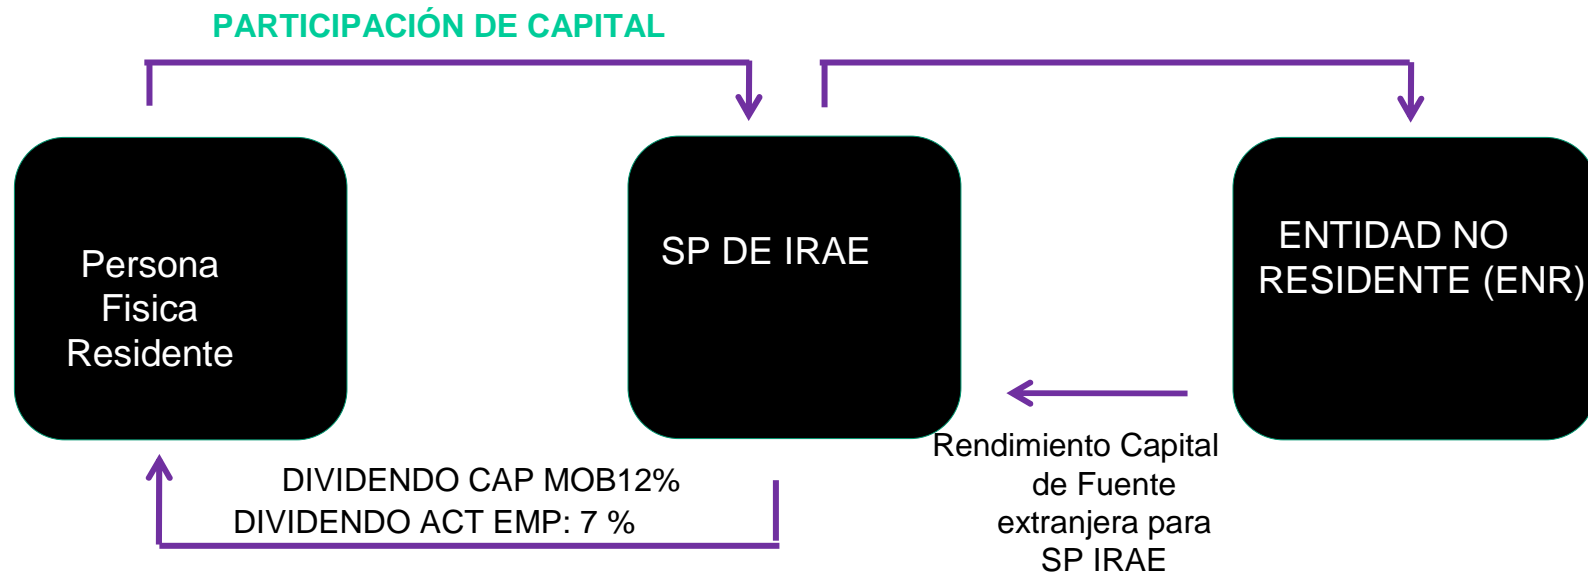 PARTICIPACIÓN DE CAPITAL
Persona
Fisica
Residente
SP DE IRAE
ENTIDAD NO
RESIDENTE (ENR)
DIVIDENDO CAP MOB12%
DIVIDENDO ACT EMP: 7 %
Rendimiento Capital
de Fuente
extranjera para
SP IRAE